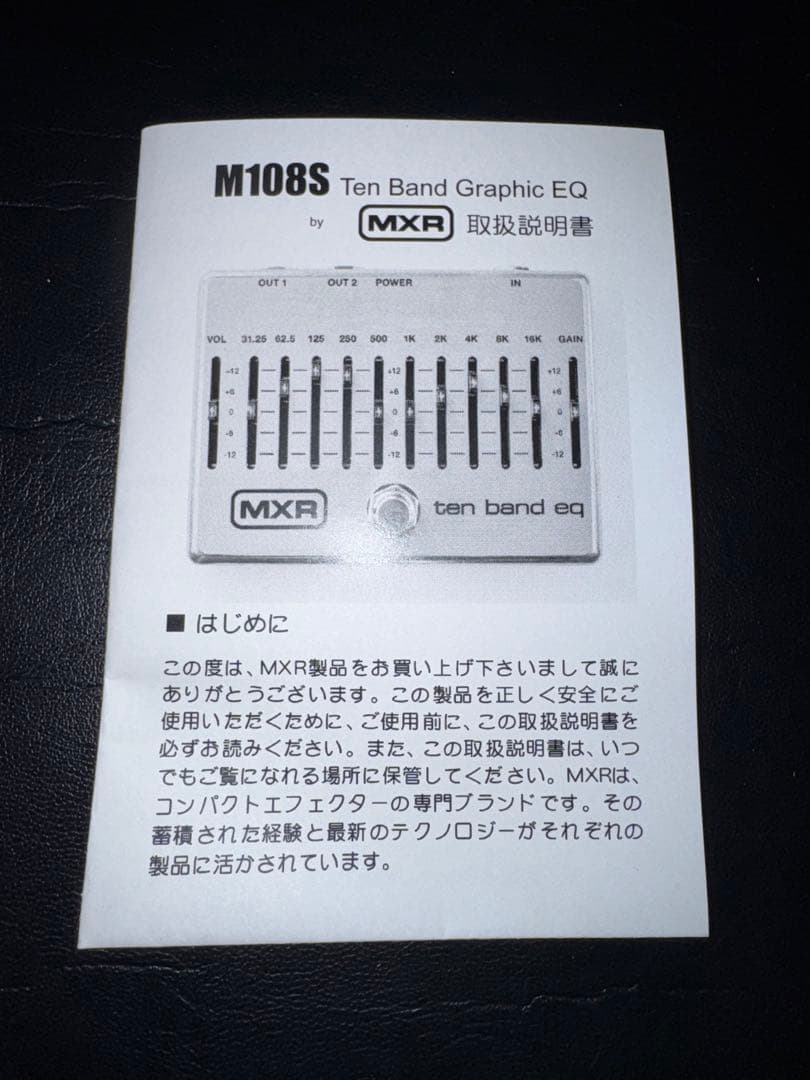 M108S Ten Band Graphic EQ
by MXR 取扱説明書
OUT 1 OUT 2 POWER IN
VOL 31.25 62.5 125 250 500 1K 2K 4K 8K 16K GAIN
-12 +12 +12
+6 +6 +6
0 0 0
-6 -6 -6
-12 -12 -12
MXR ten band eq
■ はじめに
この度は、MXR製品をお買い上げ下さいまして誠に
ありがとうございます。この製品を正しく安全にご
使用いただくために、ご使用前に、この取扱説明書を
必ずお読みください。また、この取扱説明書は、いつ
でもご覧になれる場所に保管してください。MXRは、
コンパクトエフェクターの専門ブランドです。その
蓄積された経験と最新のテクノロジーがそれぞれの
製品に活かされています。